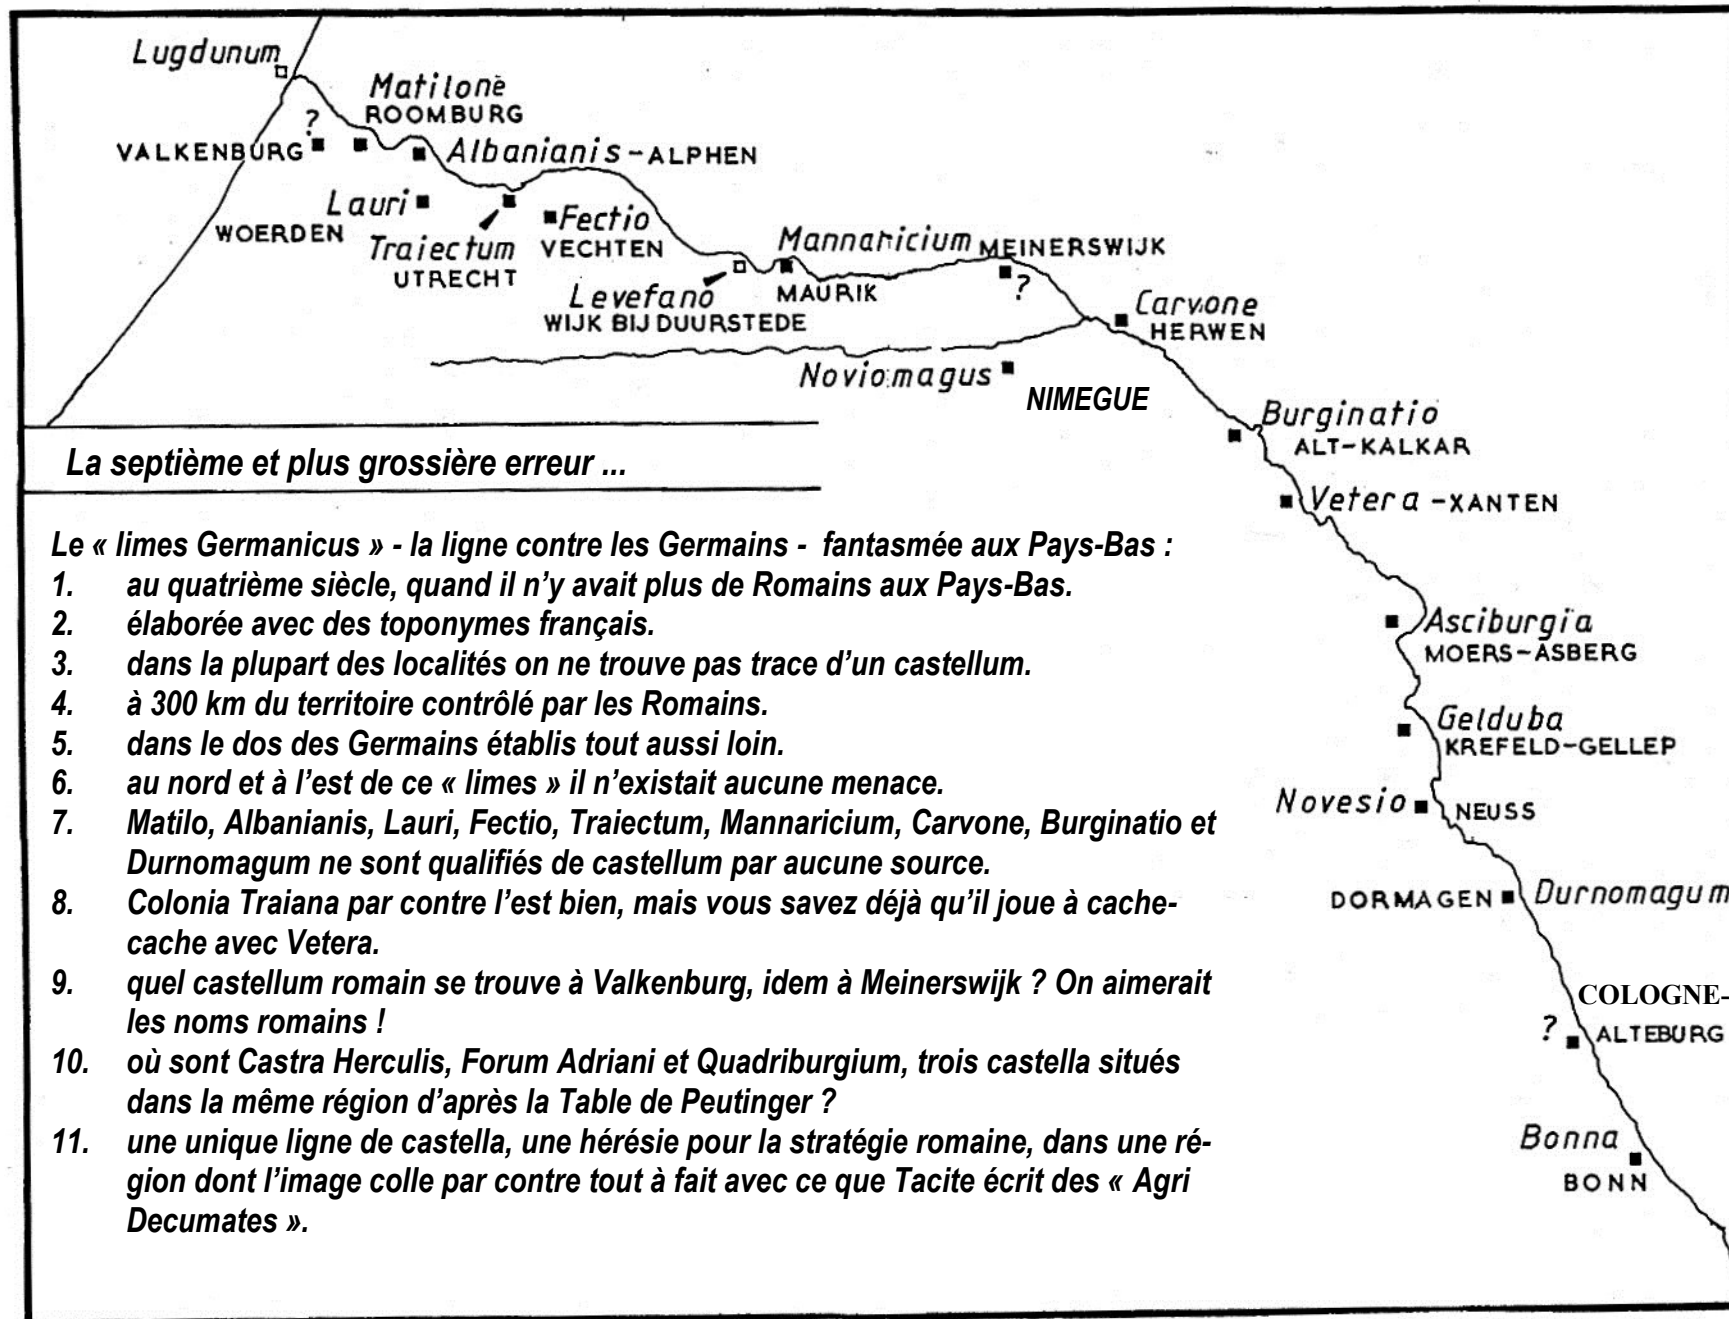 Lugdunum
Matilone
ROOMBURG
?
VALKENBURG
Albanianis - ALPHEN
Lauri
WOERDEN
Traiectum
UTRECHT
Fectio
VECHTEN
Levefano
WIJK BIJ DUURSTEDE
Mannaricium
MAURIK
MEINERSWIJK
?
Carvone
HERWEN
Noviomagus
NIMEGUE
Burginatio
ALT-KALKAR
Vetera - XANTEN
Asciburgia
MOERS-ASBERG
Gelduba
KREFELD-GELLEP
Novesio
NEUSS
DORMAGEN
Durnomagum
COLOGNE-
? ALTEBURG
Bonna
BONN
La septième et plus grossière erreur ...
Le « limes Germanicus » - la ligne contre les Germains - fantasmée aux Pays-Bas :
1. au quatrième siècle, quand il n’y avait plus de Romains aux Pays-Bas.
2. élaborée avec des toponymes français.
3. dans la plupart des localités on ne trouve pas trace d’un castellum.
4. à 300 km du territoire contrôlé par les Romains.
5. dans le dos des Germains établis tout aussi loin.
6. au nord et à l’est de ce « limes » il n’existait aucune menace.
7. Matilo, Albanianis, Lauri, Fectio, Traiectum, Mannaricium, Carvone, Burginatio et
Durnomagum ne sont qualifiés de castellum par aucune source.
8. Colonia Traiana par contre l’est bien, mais vous savez déjà qu’il joue à cache-
cache avec Vetera.
9. quel castellum romain se trouve à Valkenburg, idem à Meinerswijk ? On aimerait
les noms romains !
10. où sont Castra Herculis, Forum Adriani et Quadriburgium, trois castella situés
dans la même région d’après la Table de Peutinger ?
11. une unique ligne de castella, une hérésie pour la stratégie romaine, dans une ré-
gion dont l’image colle par contre tout à fait avec ce que Tacite écrit des « Agri
Decumates ».